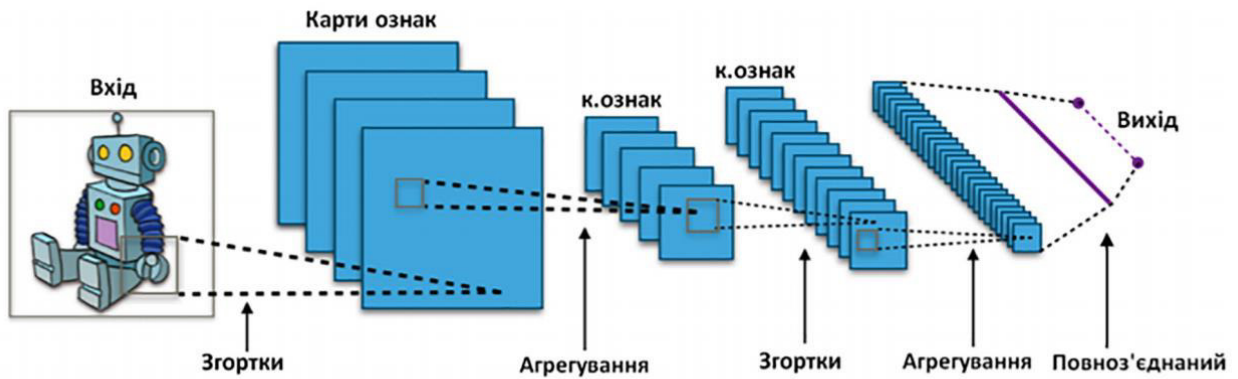 Карти ознак
Вхід
к.ознак
к.ознак
Вихід
Згортки
Агрегування
Згортки
Агрегування
Повноз'єднаний